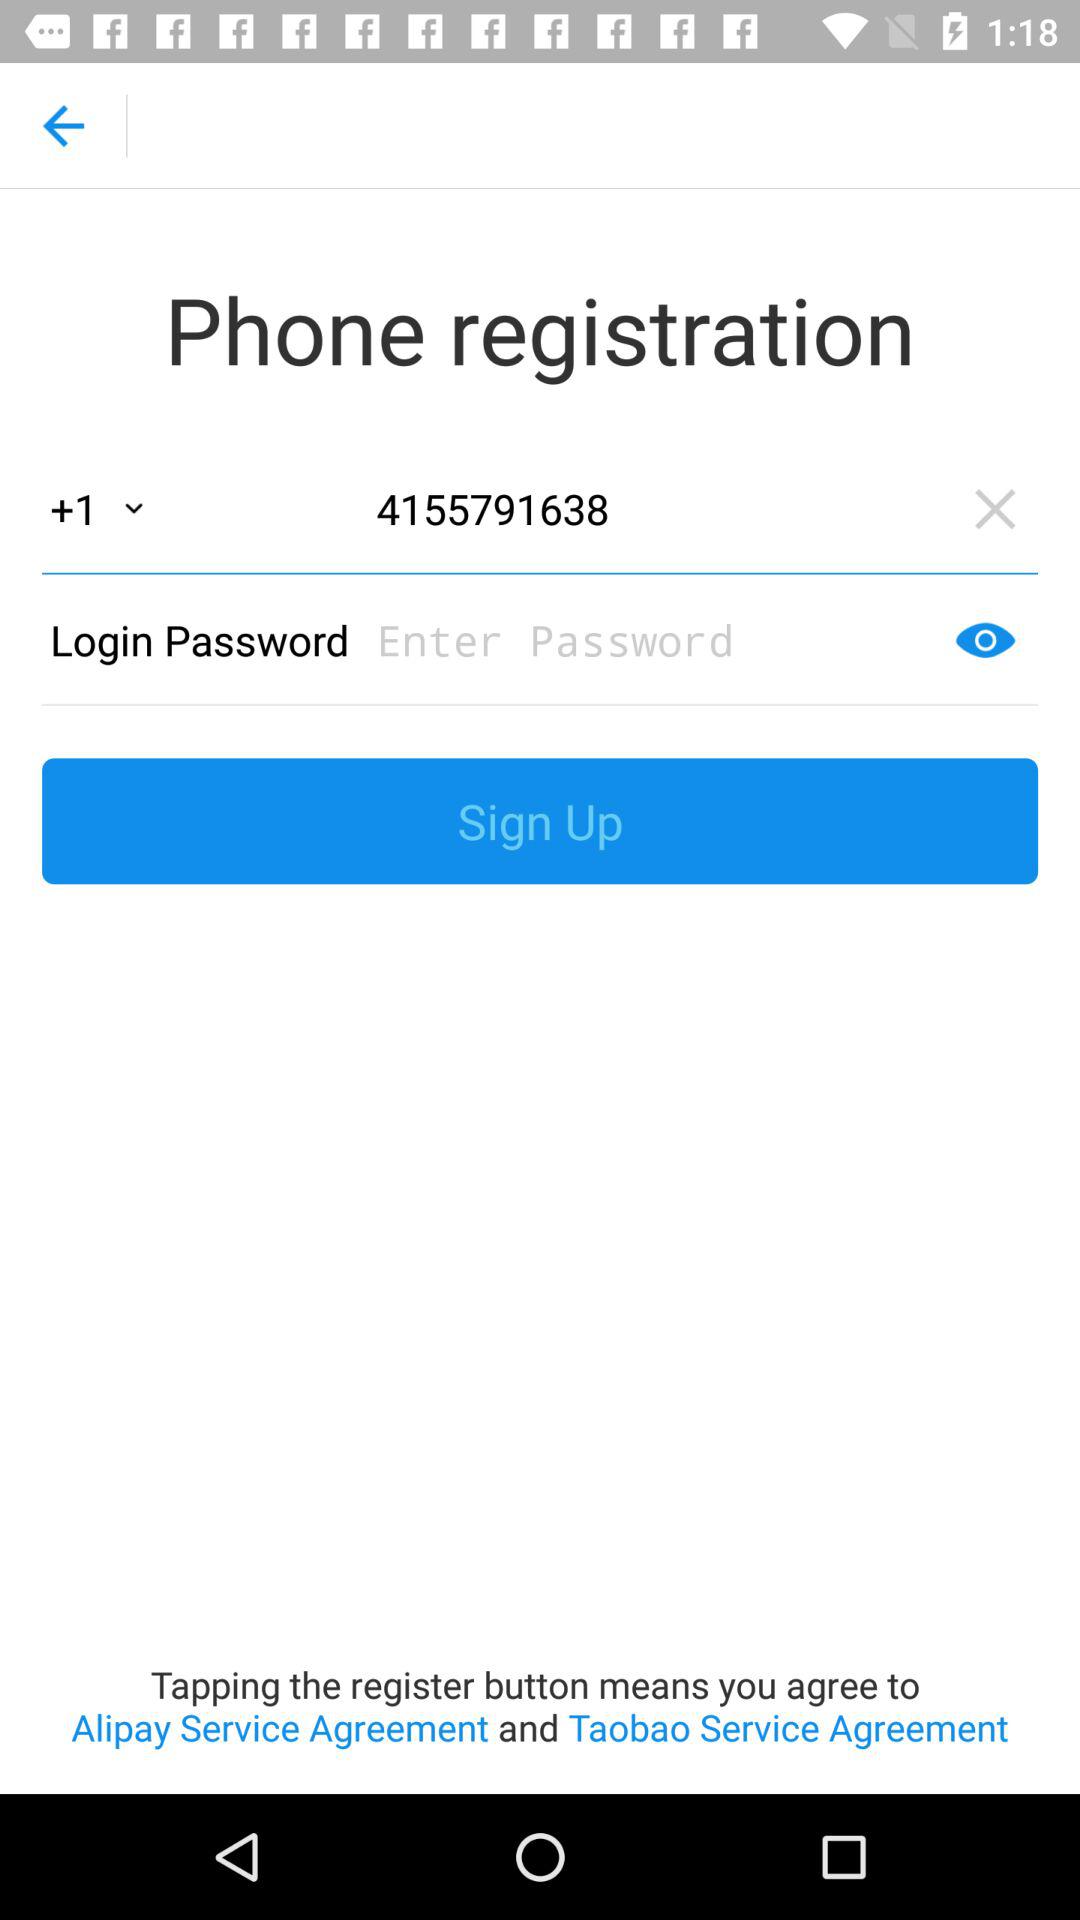 1:18
Phone registration
+1 4155791638
Login Password Enter Password
Sign Up
Tapping the register button means you agree to
Alipay Service Agreement and Taobao Service Agreement